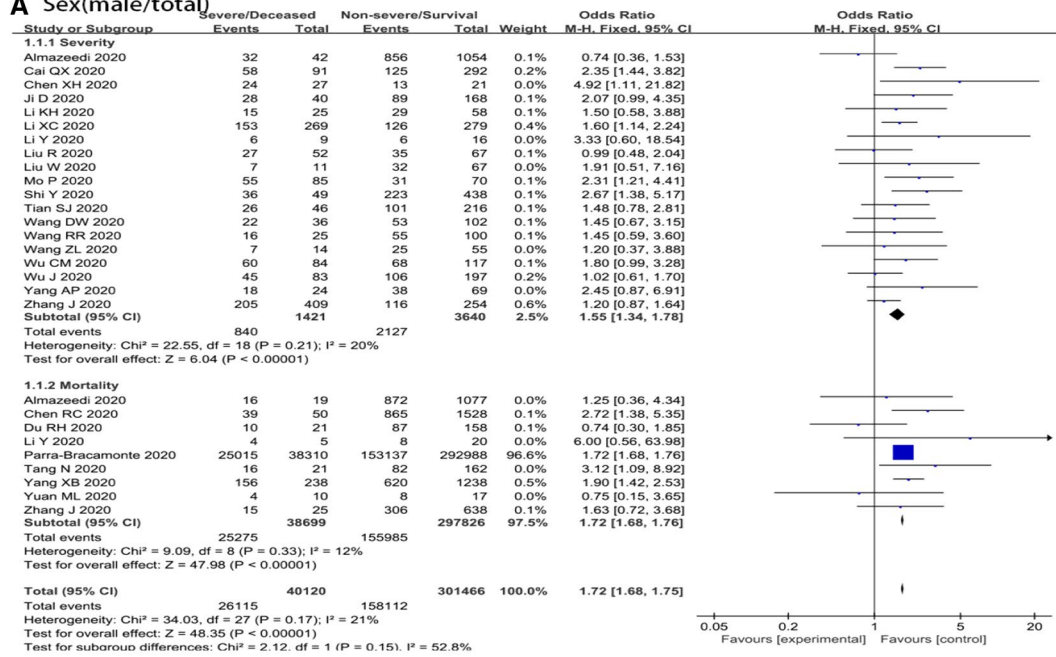 A Sex(male/total)
Severe/Deceased Non-severe/Survival Odds Ratio Odds Ratio
Study or Subgroup Events Total Events Total Weight M-H. Fixed. 95% CI M-H. Fixed. 95% CI
1.1.1 Severity
Almazeedi 2020 32 42 856 1054 0.1% 0.74 [0.36, 1.53]
Cai QX 2020 58 91 125 292 0.2% 2.35 [1.44, 3.82]
Chen XH 2020 24 27 13 21 0.0% 4.92 [1.11, 21.82]
Ji D 2020 28 40 89 168 0.1% 2.07 [0.99, 4.35]
Li KH 2020 15 25 29 58 0.1% 1.50 [0.58, 3.88]
Li XC 2020 153 269 126 279 0.4% 1.60 [1.14, 2.24]
Li Y 2020 6 9 6 16 0.0% 3.33 [0.60, 18.54]
Liu R 2020 27 52 35 67 0.1% 0.99 [0.48, 2.04]
Liu W 2020 7 11 32 67 0.0% 1.91 [0.51, 7.16]
Mo P 2020 55 85 31 70 0.1% 2.31 [1.21, 4.41]
Shi Y 2020 36 49 223 438 0.1% 2.67 [1.38, 5.17]
Tian SJ 2020 26 46 101 216 0.1% 1.48 [0.78, 2.81]
Wang DW 2020 22 36 53 102 0.1% 1.45 [0.67, 3.15]
Wang RR 2020 16 25 55 100 0.1% 1.45 [0.59, 3.60]
Wang ZL 2020 7 14 25 55 0.0% 1.20 [0.37, 3.88]
Wu CM 2020 60 84 68 117 0.1% 1.80 [0.99, 3.28]
Wu J 2020 45 83 106 197 0.2% 1.02 [0.61, 1.70]
Yang AP 2020 18 24 38 69 0.0% 2.45 [0.87, 6.91]
Zhang J 2020 205 409 116 254 0.6% 1.20 [0.87, 1.64]
Subtotal (95% CI) 1421 3640 2.5% 1.55 [1.34, 1.78]
Total events 840 2127
Heterogeneity: Chi² = 22.55, df = 18 (P = 0.21); I² = 20%
Test for overall effect: Z = 6.04 (P < 0.00001)
1.1.2 Mortality
Almazeedi 2020 16 19 872 1077 0.0% 1.25 [0.36, 4.34]
Chen RC 2020 39 50 865 1528 0.1% 2.72 [1.38, 5.35]
Du RH 2020 10 21 87 158 0.1% 0.74 [0.30, 1.85]
Li Y 2020 4 5 8 20 0.0% 6.00 [0.56, 63.98]
Parra-Bracamonte 2020 25015 38310 153137 292988 96.6% 1.72 [1.68, 1.76]
Tang N 2020 16 21 82 162 0.0% 3.12 [1.09, 8.92]
Yang XB 2020 156 238 620 1238 0.5% 1.90 [1.42, 2.53]
Yuan ML 2020 4 10 8 17 0.0% 0.75 [0.15, 3.65]
Zhang J 2020 15 25 306 638 0.1% 1.63 [0.72, 3.68]
Subtotal (95% CI) 38699 297826 97.5% 1.72 [1.68, 1.76]
Total events 25275 155985
Heterogeneity: Chi² = 9.09, df = 8 (P = 0.33); I² = 12%
Test for overall effect: Z = 47.98 (P < 0.00001)
Total (95% CI) 40120 301466 100.0% 1.72 [1.68, 1.75]
Total events 26115 158112
Heterogeneity: Chi² = 34.03, df = 27 (P = 0.17); I² = 21%
Test for overall effect: Z = 48.35 (P < 0.00001)
Test for subgroup differences: Chi² = 2.12. df = 1 (P = 0.15). I² = 52.8%
0.05 0.2 1 5 20
Favours [experimental] Favours [control]